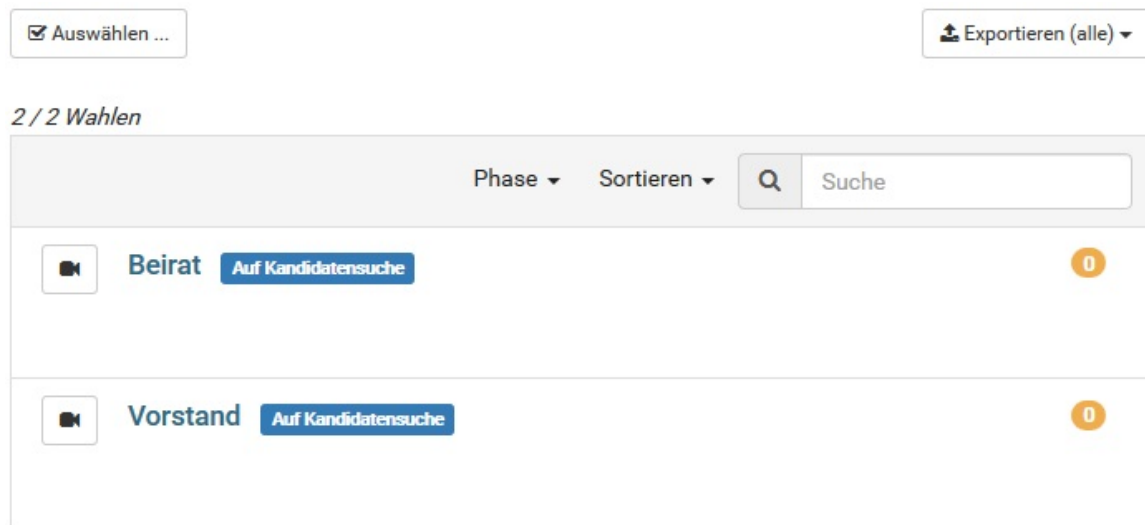 Auswählen ...
Exportieren (alle)
2 / 2 Wahlen
Phase Sortieren Suche
Beirat Auf Kandidatensuche 0
Vorstand Auf Kandidatensuche 0